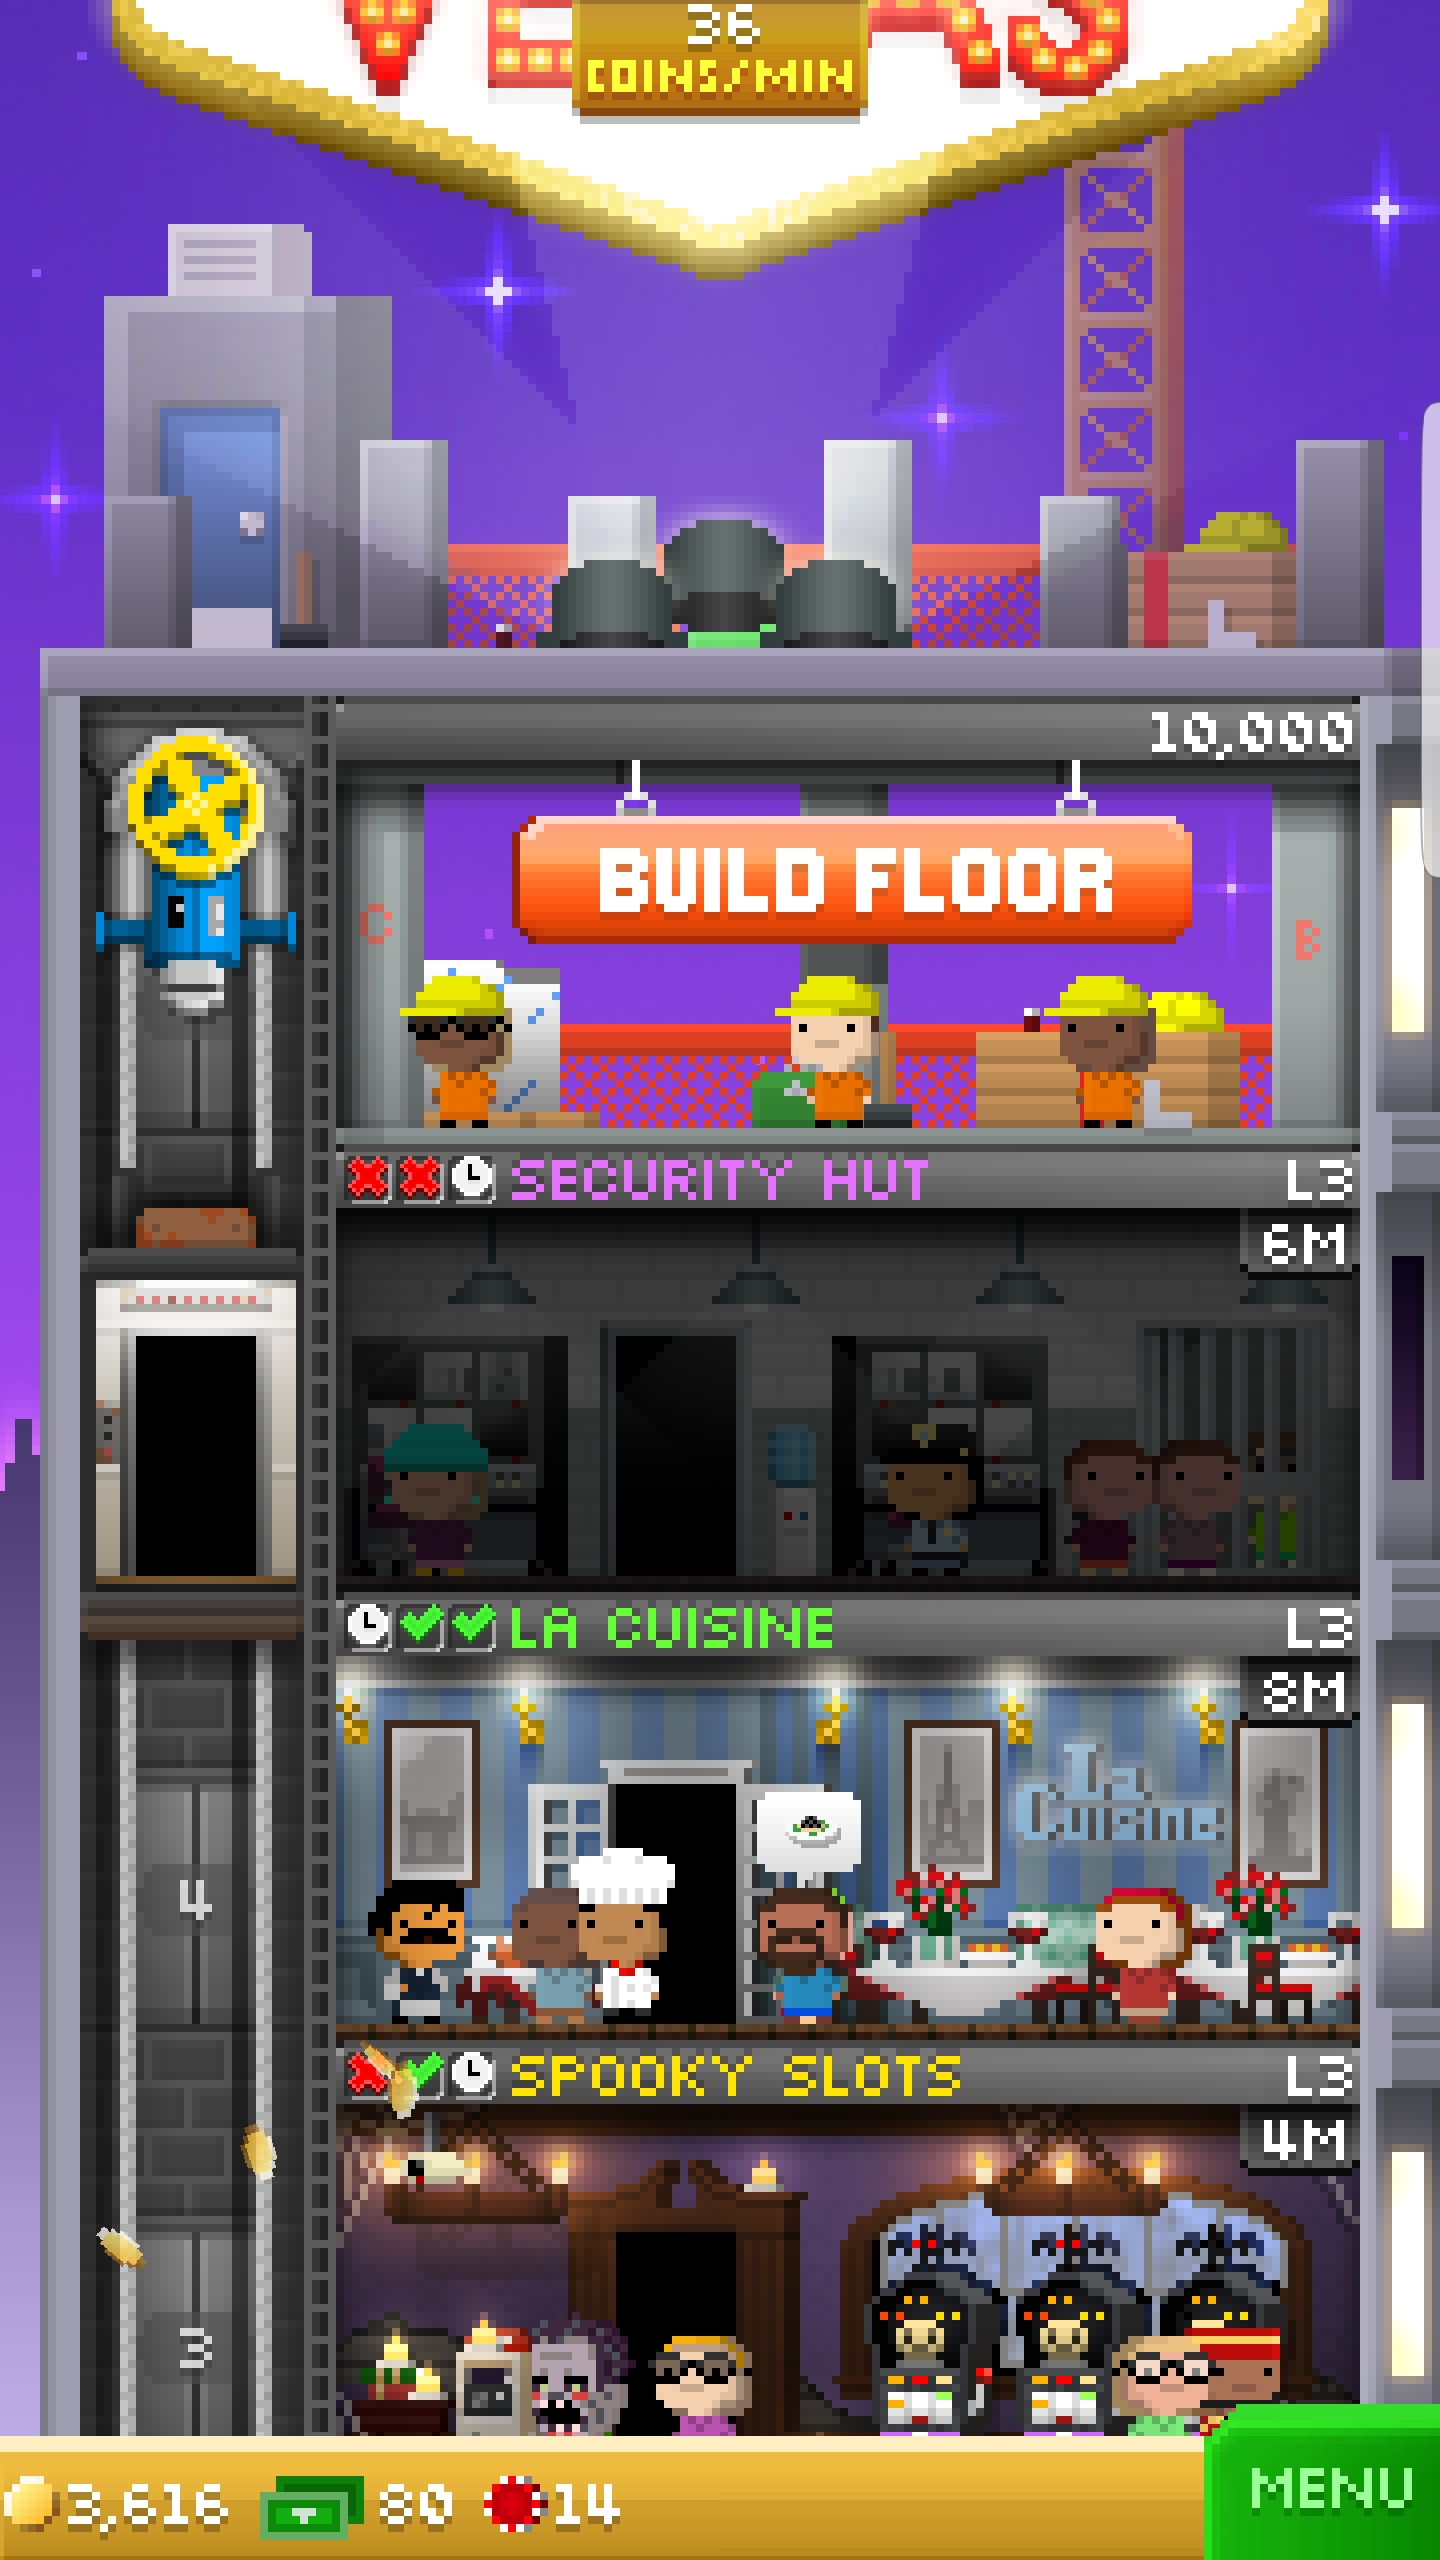 36
COINS/MIN
10,000
BUILD FLOOR
C
B
SECURITY HUT L3
6M
LA CUISINE L3
8M
La
Cuisine
4
SPOOKY SLOTS L3
4M
3
3,616 80 14
MENU